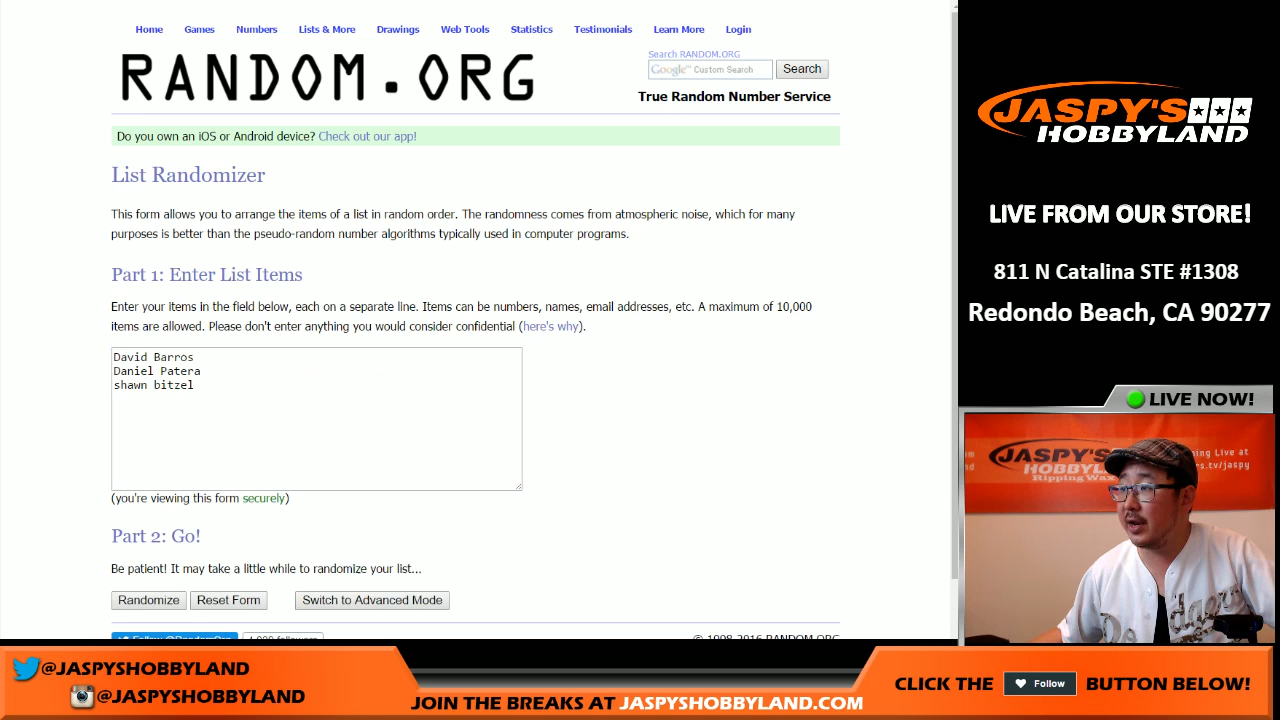 Home Games Numbers Lists & More Drawings Web Tools Statistics Testimonials Learn More Login
RANDOM.ORG
Search RANDOM.ORG
Google™ Custom Search Search
True Random Number Service
Do you own an iOS or Android device? Check out our app!
List Randomizer
This form allows you to arrange the items of a list in random order. The randomness comes from atmospheric noise, which for many
purposes is better than the pseudo-random number algorithms typically used in computer programs.
Part 1: Enter List Items
Enter your items in the field below, each on a separate line. Items can be numbers, names, email addresses, etc. A maximum of 10,000
items are allowed. Please don't enter anything you would consider confidential (here's why).
David Barros
Daniel Patera
shawn bitzel
(you're viewing this form securely)
Part 2: Go!
Be patient! It may take a little while to randomize your list...
Randomize Reset Form Switch to Advanced Mode
JASPY'S
HOBBYLAND
LIVE FROM OUR STORE!
811 N Catalina STE #1308
Redondo Beach, CA 90277
LIVE NOW!
JASPY'S
HOBBYLAND
Ripping Wax
@JASPYSHOBBYLAND
@JASPYSHOBBYLAND
JOIN THE BREAKS AT JASPYSHOBBYLAND.COM
CLICK THE Follow BUTTON BELOW!